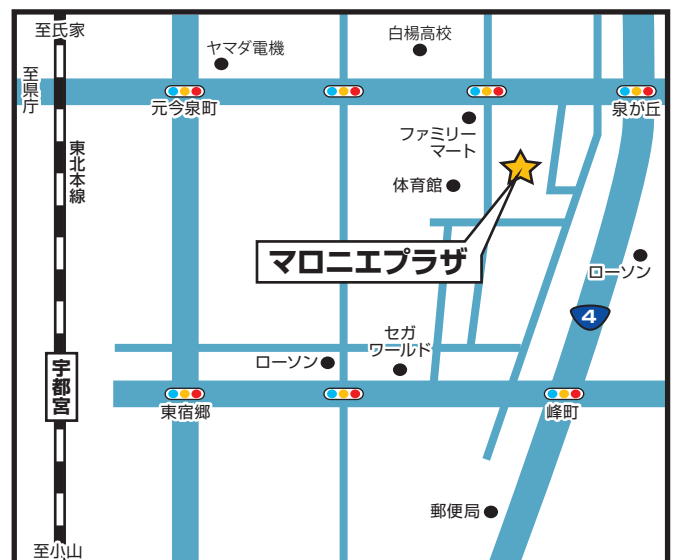 至氏家
ヤマダ電機
白楊高校
至県庁
元今泉町
泉が丘
ファミリー
マート
東北本線
体育館
マロニエプラザ
ローソン
4
セガ
ワールド
ローソン
宇都宮
東宿郷
峰町
郵便局
至小山